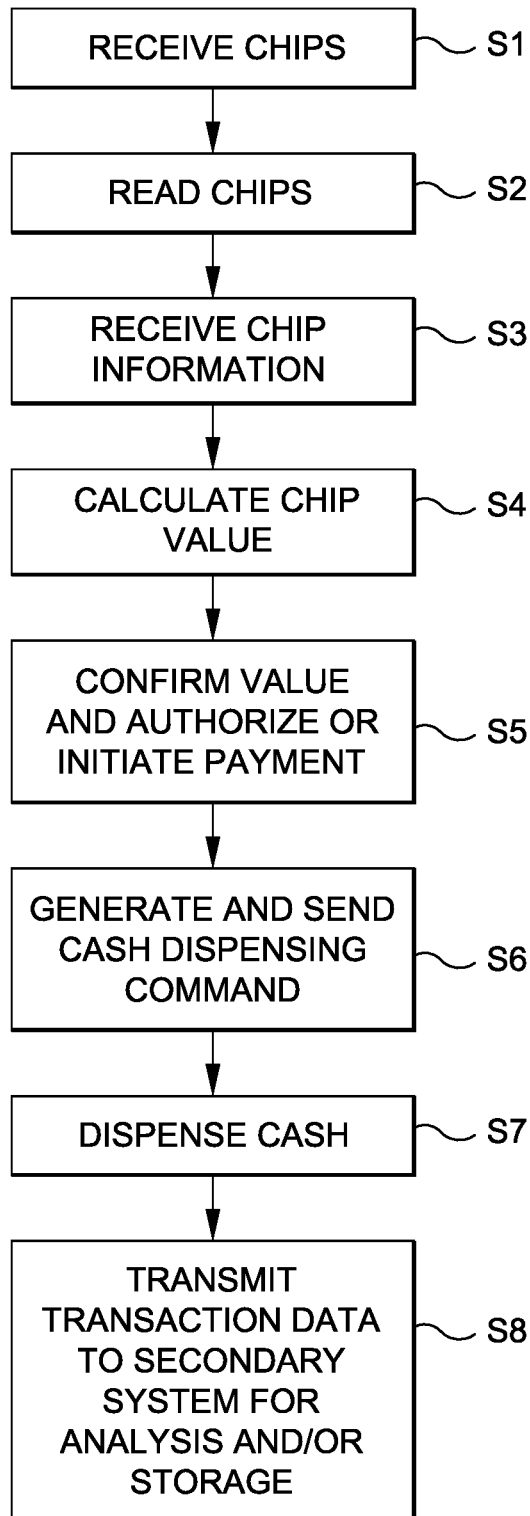 RECEIVE CHIPS
S1
READ CHIPS
S2
RECEIVE CHIP
INFORMATION
S3
CALCULATE CHIP
VALUE
S4
CONFIRM VALUE
AND AUTHORIZE OR
INITIATE PAYMENT
S5
GENERATE AND SEND
CASH DISPENSING
COMMAND
S6
DISPENSE CASH
S7
TRANSMIT
TRANSACTION DATA
TO SECONDARY
SYSTEM FOR
ANALYSIS AND/OR
STORAGE
S8